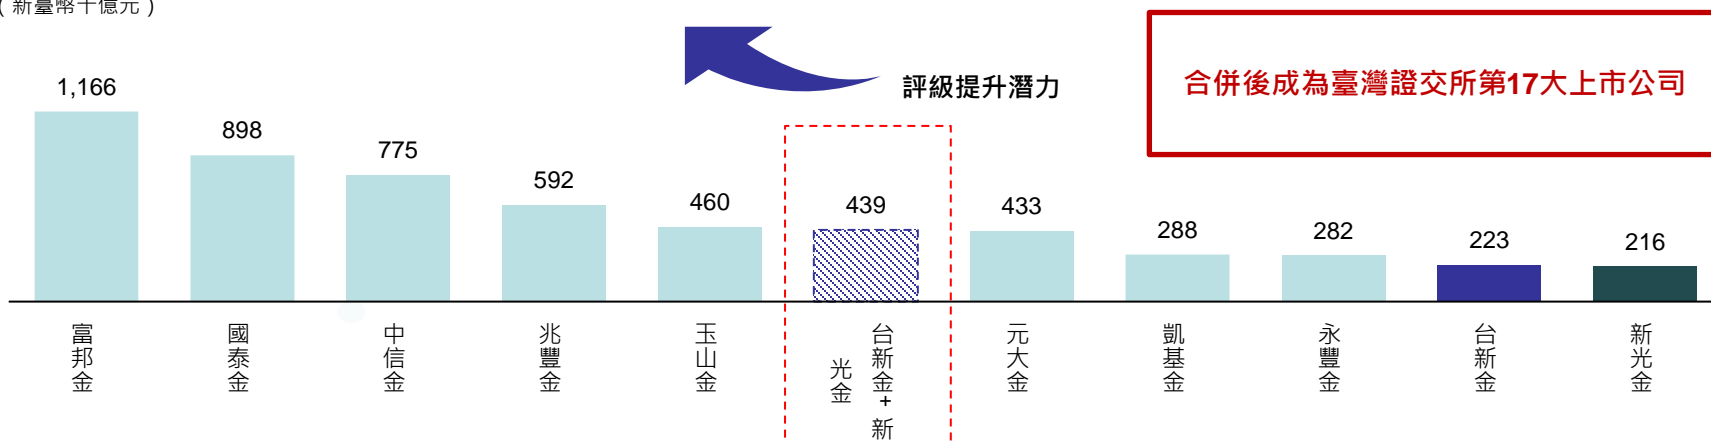 (新臺幣十億元)
評級提升潛力
合併後成為臺灣證交所第17大上市公司
1,166
898
775
592
460
439
433
288
282
223
216
富邦金
國泰金
中信金
兆豐金
玉山金
台新金+新
光金
元大金
凱基金
永豐金
台新金
新光金